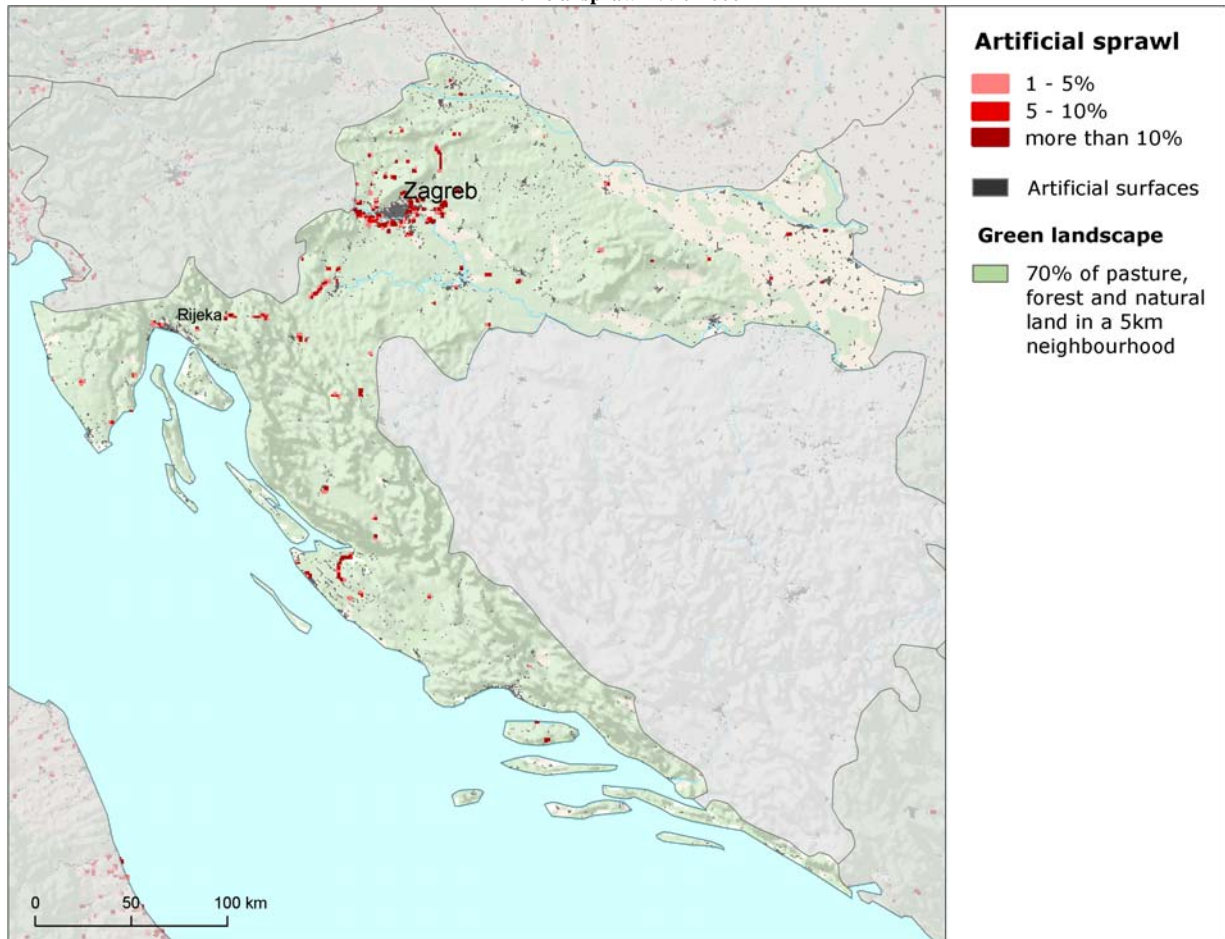 Artificial sprawl
1 - 5%
5 - 10%
more than 10%
Artificial surfaces
Green landscape
70% of pasture,
forest and natural
land in a 5km
neighbourhood
Zagreb
Rijeka
0 50 100 km